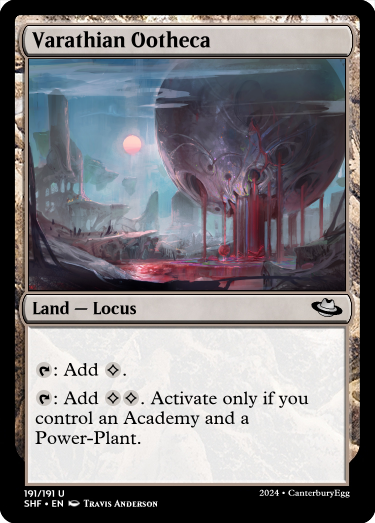 Varathian Ootheca
Land — Locus
: Add .
: Add . Activate only if you
control an Academy and a
Power-Plant.
191/191 U
SHF • EN Travis Anderson
2024 • CanterburyEgg